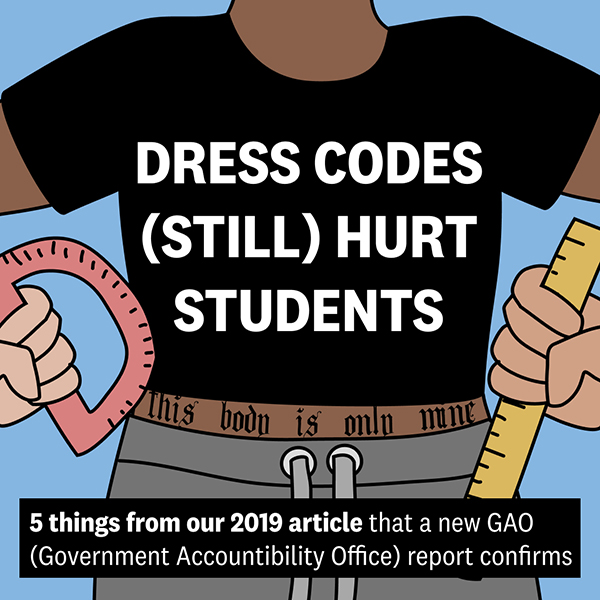 DRESS CODES
(STILL) HURT
STUDENTS
this body is only mine
5 things from our 2019 article that a new GAO
(Government Accountibility Office) report confirms